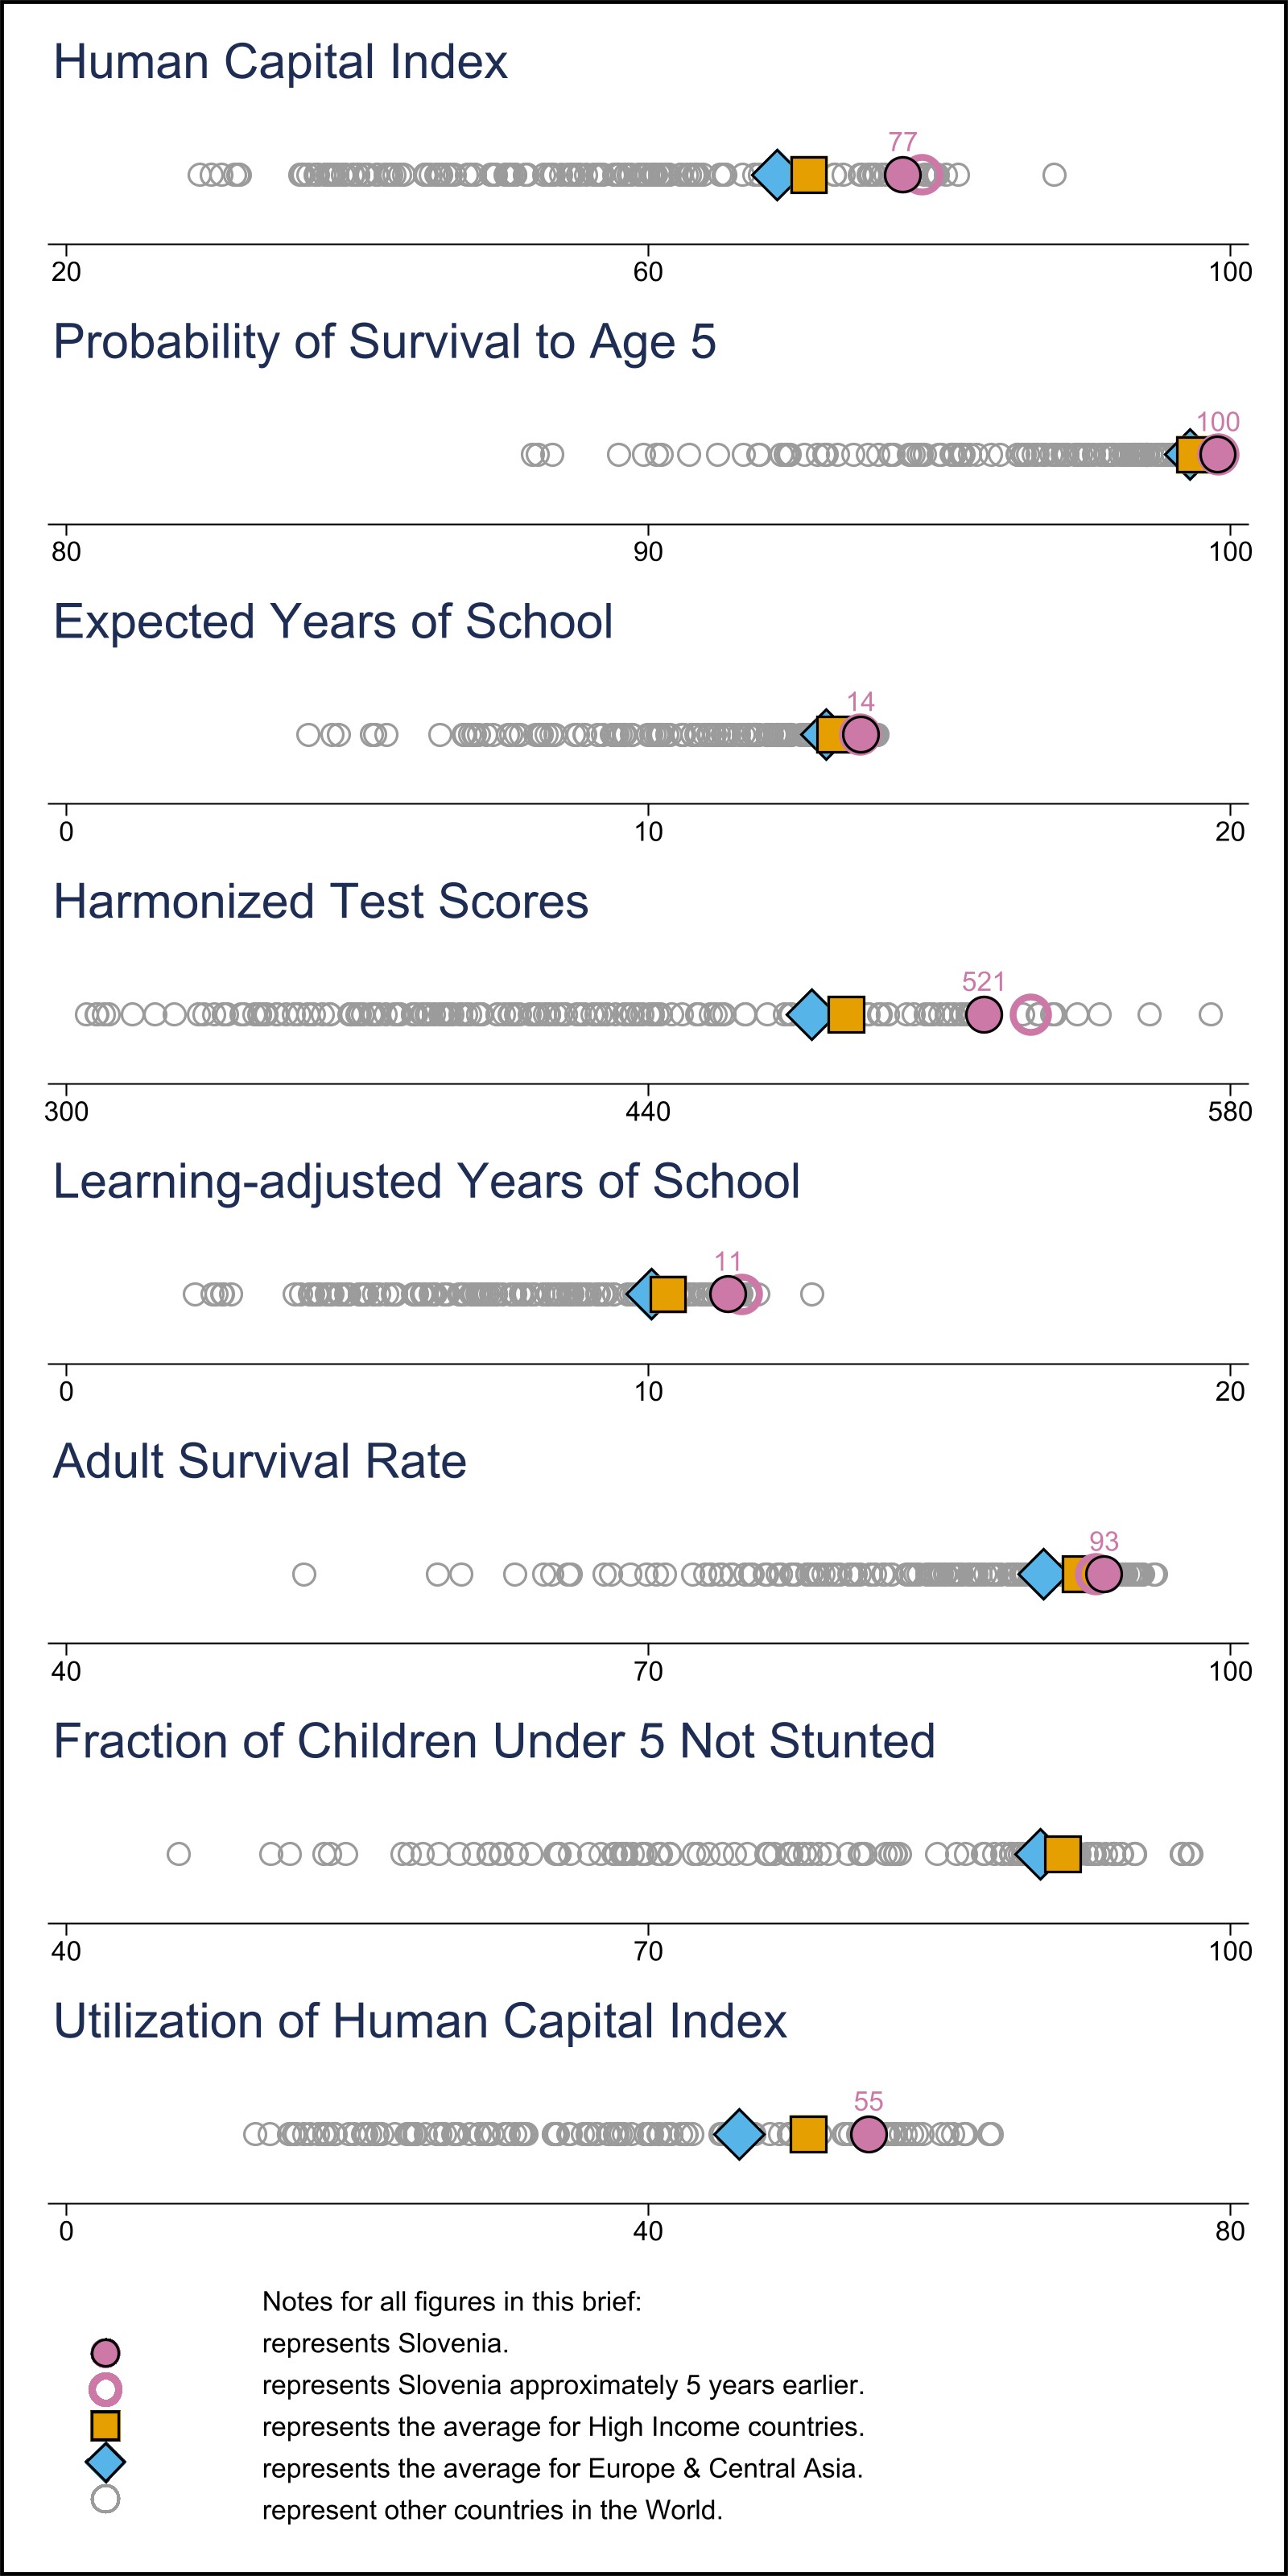 Human Capital Index
77
20 60 100
Probability of Survival to Age 5
100
80 90 100
Expected Years of School
14
0 10 20
Harmonized Test Scores
521
300 440 580
Learning-adjusted Years of School
11
0 10 20
Adult Survival Rate
93
40 70 100
Fraction of Children Under 5 Not Stunted
40 70 100
Utilization of Human Capital Index
55
0 40 80
Notes for all figures in this brief:
represents Slovenia.
represents Slovenia approximately 5 years earlier.
represents the average for High Income countries.
represents the average for Europe & Central Asia.
represent other countries in the World.